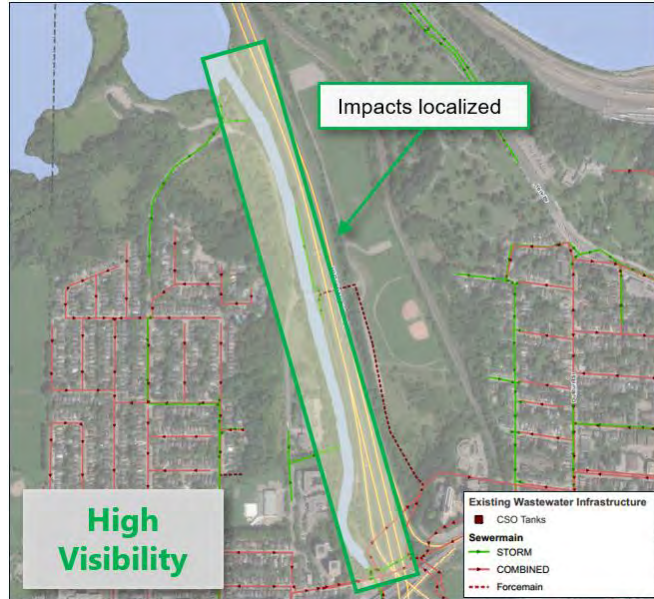 Impacts localized
High
Visibility
Existing Wastewater Infrastructure
CSO Tanks
Sewermain
STORM
COMBINED
Forcemain